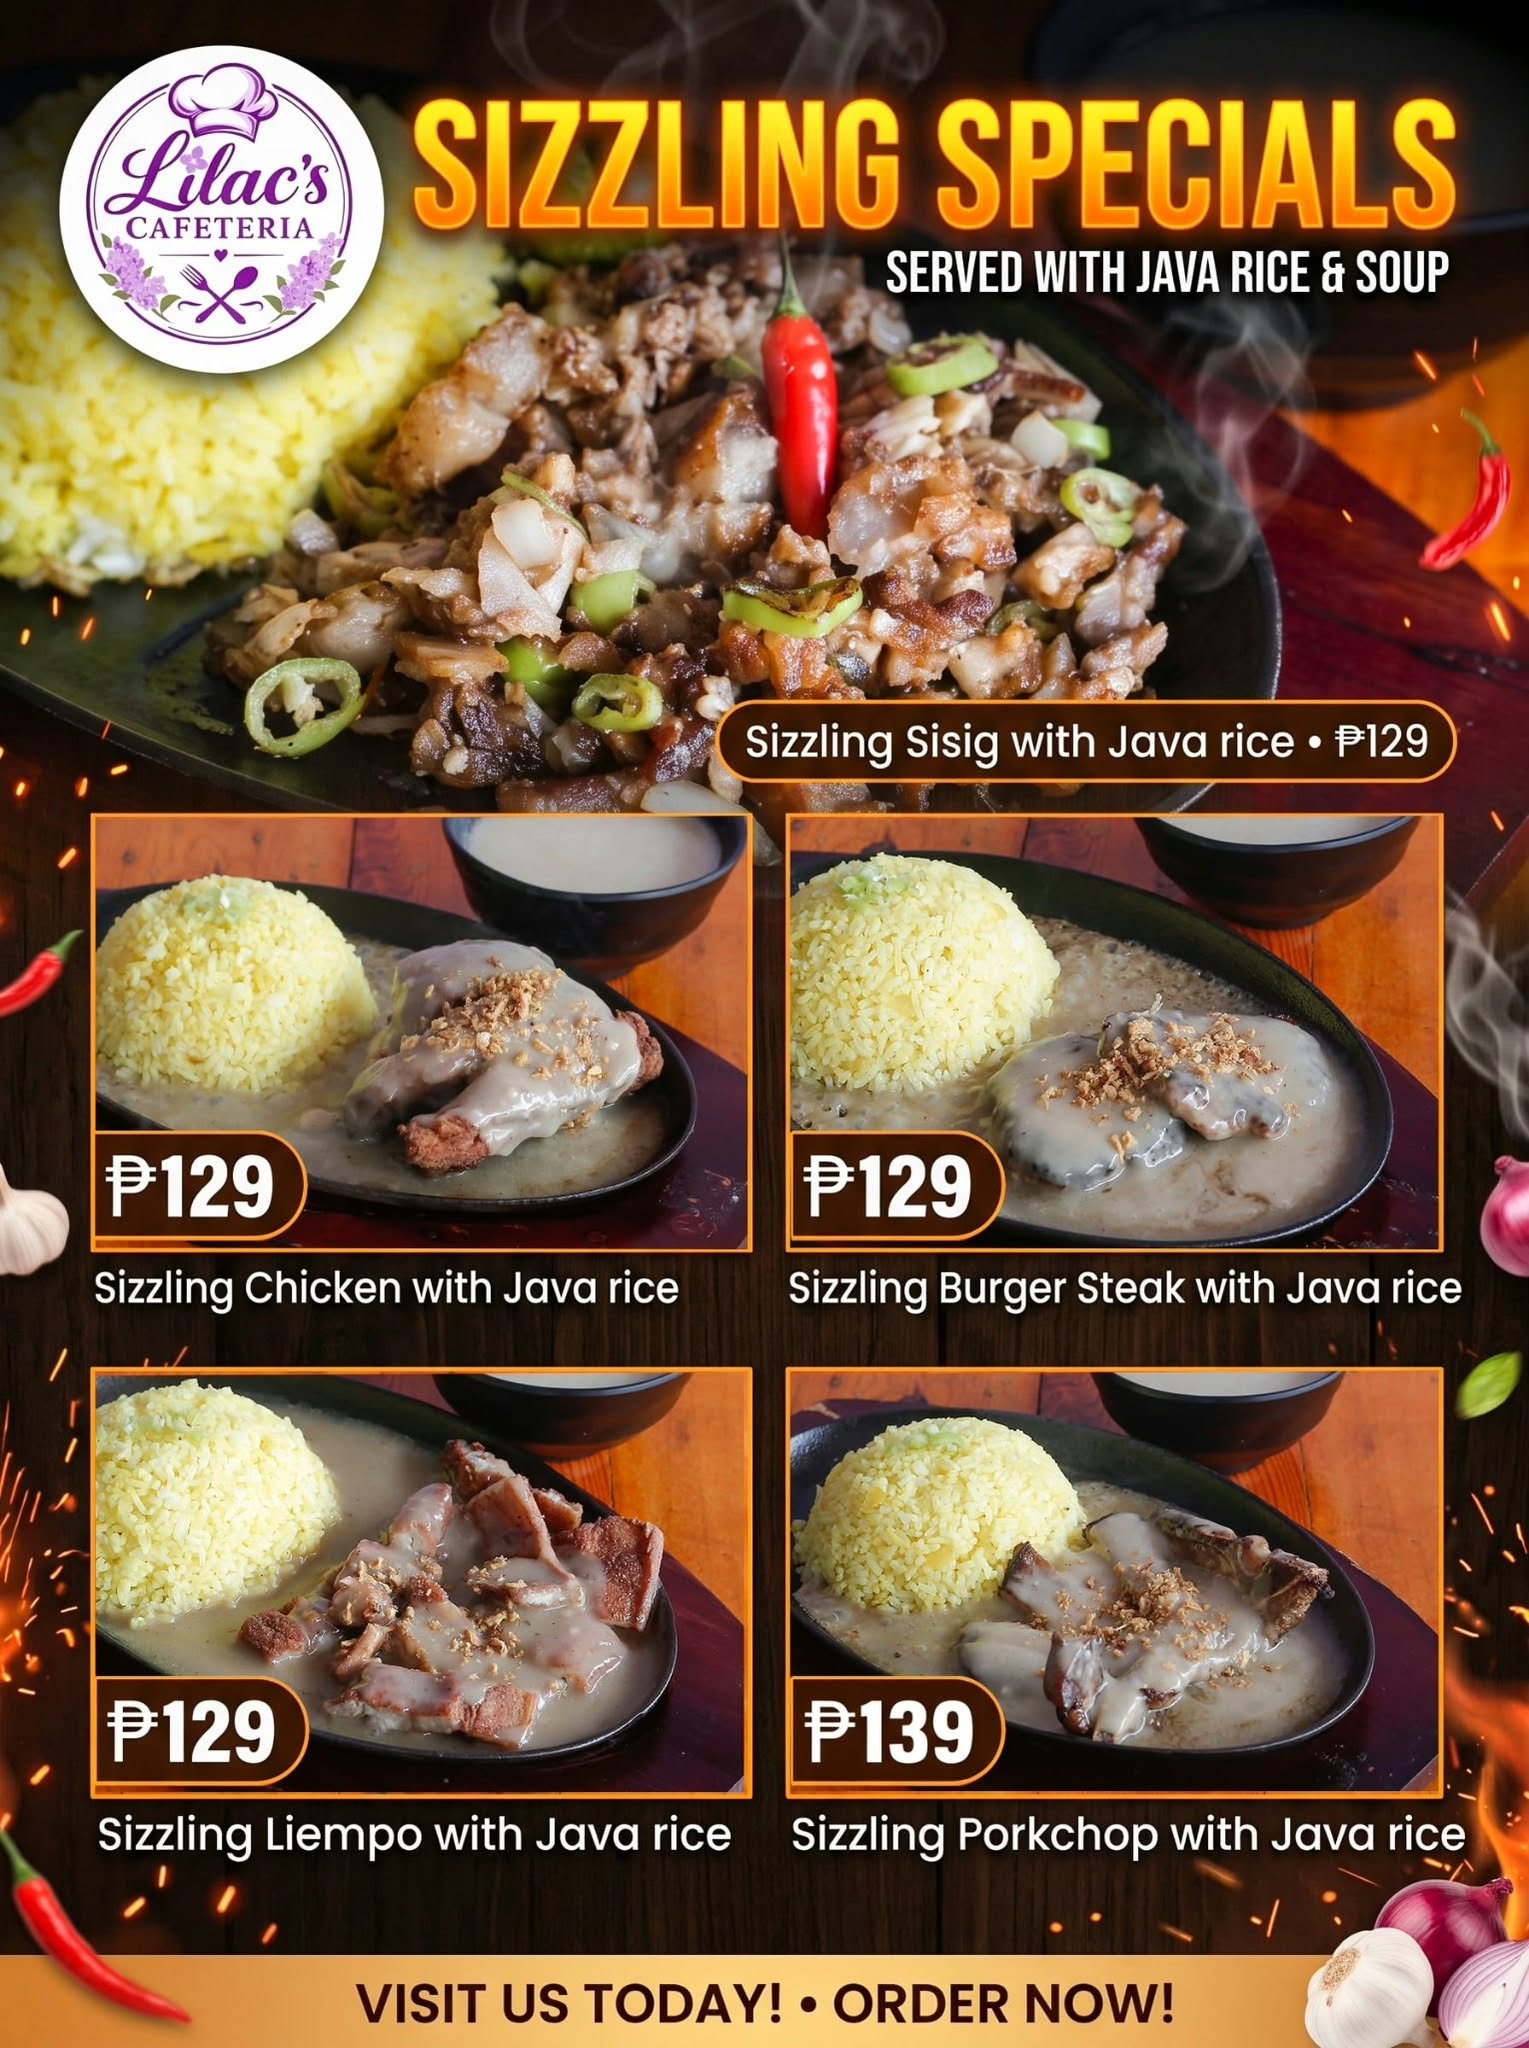 Lilac's
CAFETERIA
SIZZLING SPECIALS
SERVED WITH JAVA RICE & SOUP
Sizzling Sisig with Java rice • ₱129
₱129
Sizzling Chicken with Java rice
₱129
Sizzling Burger Steak with Java rice
₱129
Sizzling Liempo with Java rice
₱139
Sizzling Porkchop with Java rice
VISIT US TODAY! • ORDER NOW!